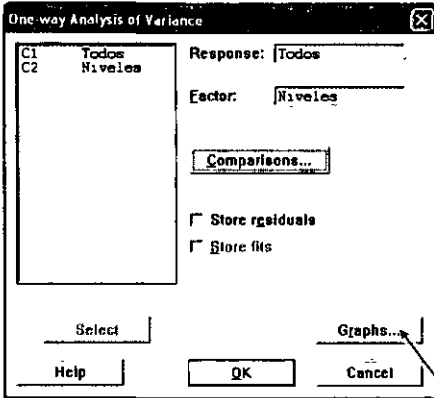 One-way Analysis of Variance
C1 Todos
C2 Niveles
Response: Todos
Factor: Niveles
Comparisons...
Store residuals
Store fits
Select
Graphs...
Help
OK
Cancel